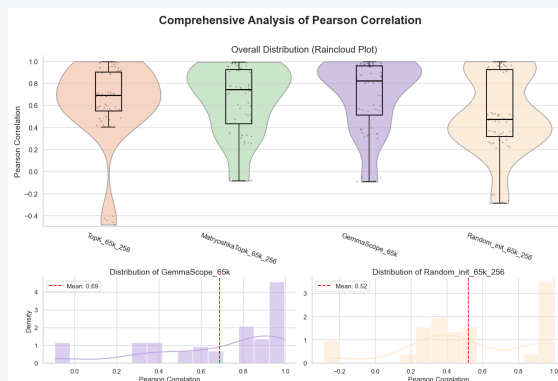 Comprehensive Analysis of Pearson Correlation
Overall Distribution (Raincloud Plot)
Pearson Correlation
1.0
0.8
0.6
0.4
0.2
0.0
−0.2
−0.4
TopK_65k_256
MatryoshkaTopk_65k_256
GemmaScope_65k
Random_init_65k_256
Distribution of GemmaScope_65k
Mean: 0.69
Density
4
2
0
0.0 0.2 0.4 0.6 0.8 1.0
Pearson Correlation
Distribution of Random_init_65k_256
Mean: 0.52
4
2
0
−0.2 0.0 0.2 0.4 0.6 0.8 1.0
Pearson Correlation